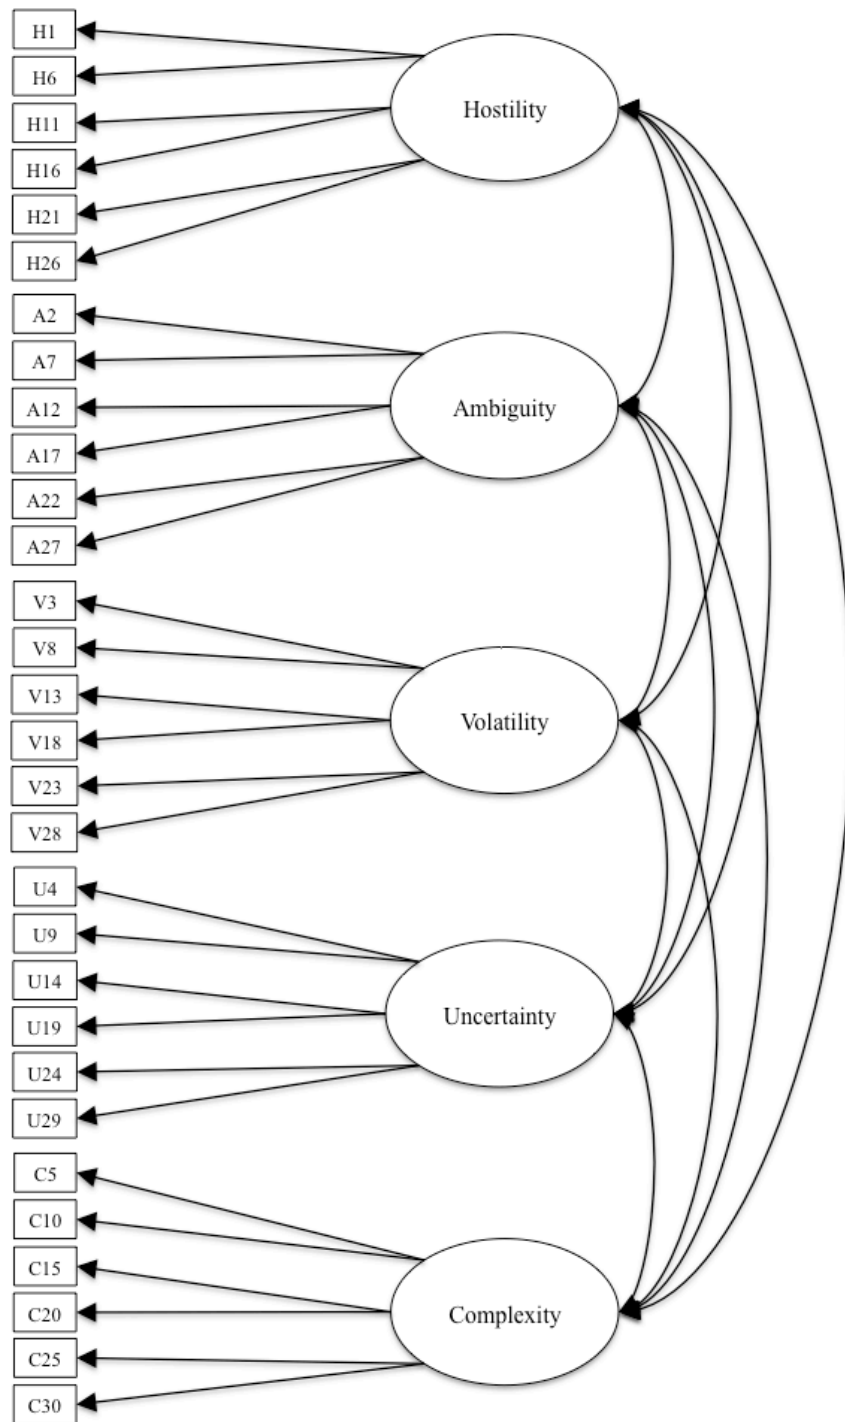 H1
H6
H11
H16
H21
H26
Hostility
A2
A7
A12
A17
A22
A27
Ambiguity
V3
V8
V13
V18
V23
V28
Volatility
U4
U9
U14
U19
U24
U29
Uncertainty
C5
C10
C15
C20
C25
C30
Complexity